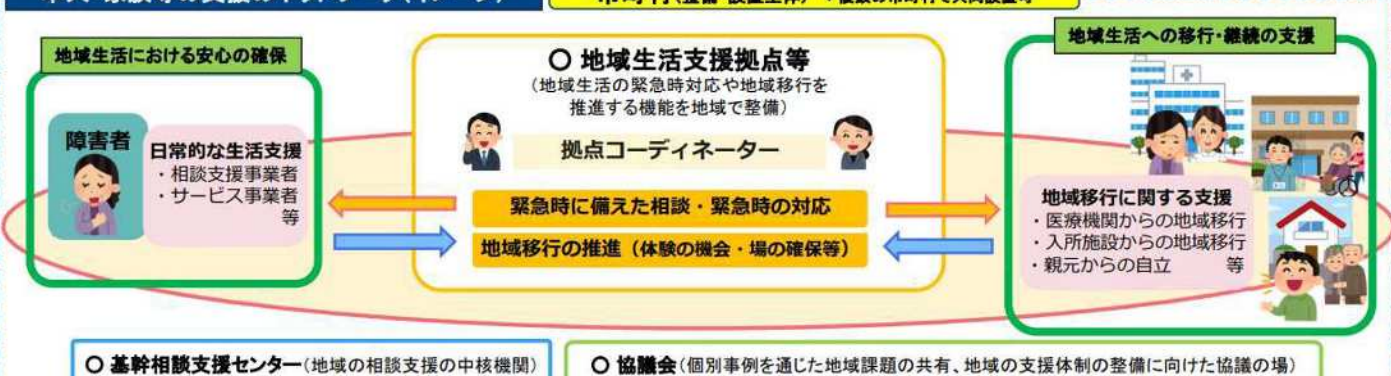 地域生活における安心の確保
障害者
日常的な生活支援
・相談支援事業者
・サービス事業者
等
〇 地域生活支援拠点等
(地域生活の緊急時対応や地域移行を
推進する機能を地域で整備)
拠点コーディネーター
緊急時に備えた相談・緊急時の対応
地域移行の推進（体験の機会・場の確保等）
地域生活への移行・継続の支援
地域移行に関する支援
・医療機関からの地域移行
・入所施設からの地域移行
・親元からの自立 等
〇 基幹相談支援センター(地域の相談支援の中核機関)
〇 協議会(個別事例を通じた地域課題の共有、地域の支援体制の整備に向けた協議の場)